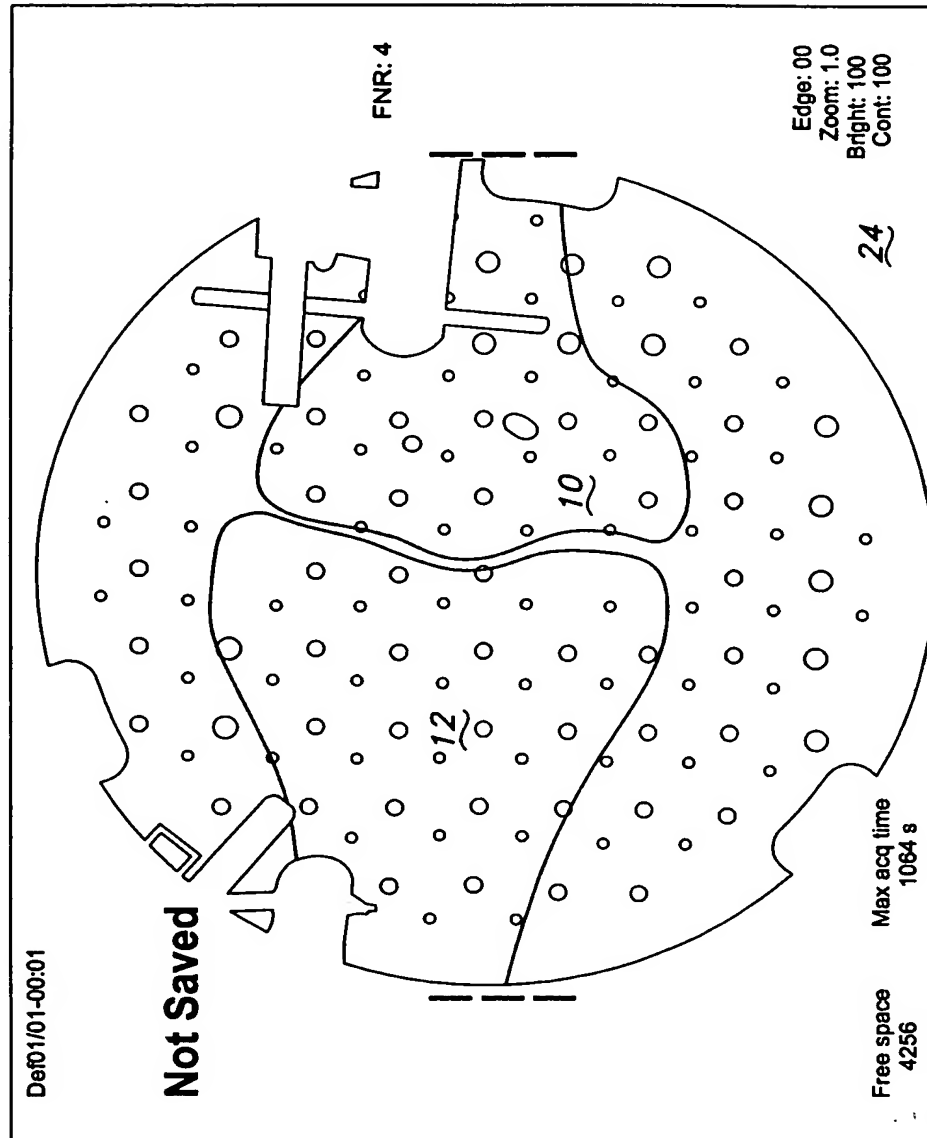 Def01/01-00:01
Not Saved
FNR: 4
10
12
24
Free space
4256
Max acq time
1064 s
Edge: 00
Zoom: 1.0
Bright: 100
Cont: 100